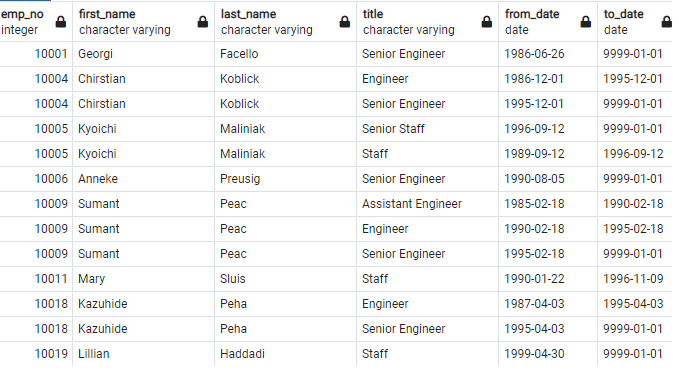 emp_no first_name last_name title from_date to_date
integer character varying character varying character varying date date
10001 Georgi Facello Senior Engineer 1986-06-26 9999-01-01
10004 Chirstian Koblick Engineer 1986-12-01 1995-12-01
10004 Chirstian Koblick Senior Engineer 1995-12-01 9999-01-01
10005 Kyoichi Maliniak Senior Staff 1996-09-12 9999-01-01
10005 Kyoichi Maliniak Staff 1989-09-12 1996-09-12
10006 Anneke Preusig Senior Engineer 1990-08-05 9999-01-01
10009 Sumant Peac Assistant Engineer 1985-02-18 1990-02-18
10009 Sumant Peac Engineer 1990-02-18 1995-02-18
10009 Sumant Peac Senior Engineer 1995-02-18 9999-01-01
10011 Mary Sluis Staff 1990-01-22 1996-11-09
10018 Kazuhide Peha Engineer 1987-04-03 1995-04-03
10018 Kazuhide Peha Senior Engineer 1995-04-03 9999-01-01
10019 Lillian Haddadi Staff 1999-04-30 9999-01-01